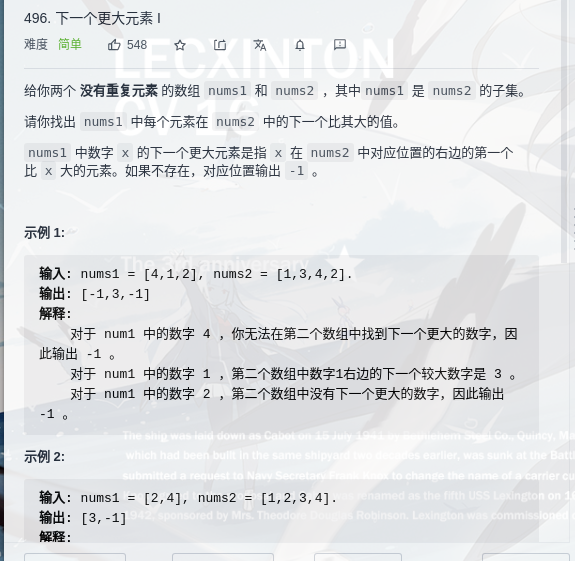 496. 下一个更大元素 I
难度 简单 548
LECXINTON
CV-16
给你两个 没有重复元素 的数组 nums1 和 nums2 ，其中 nums1 是 nums2 的子集。
请你找出 nums1 中每个元素在 nums2 中的下一个比其大的值。
nums1 中数字 x 的下一个更大元素是指 x 在 nums2 中对应位置的右边的第一个
比 x 大的元素。如果不存在，对应位置输出 -1 。
示例 1:
The 3rd anniversary
输入: nums1 = [4,1,2], nums2 = [1,3,4,2].
输出: [-1,3,-1]
解释:
对于 num1 中的数字 4 ，你无法在第二个数组中找到下一个更大的数字，因
此输出 -1 。
对于 num1 中的数字 1 ，第二个数组中数字1右边的下一个较大数字是 3 。
对于 num1 中的数字 2 ，第二个数组中没有下一个更大的数字，因此输出
-1 。
The ship was laid down as Cabot on 15 July 1941 by Bethlehem Steel Co., Quincy, Ma
which had been built in the same shipyard two decades earlier, was sunk at the Batt
示例 2:
submitted a request to Navy Secretary Frank Knox to change the name of a carrier cu
输入: nums1 = [2,4], nums2 = [1,2,3,4].
renamed as the fifth USS Lexington on 1
输出: [3,-1]
1942, sponsored by Mrs. Theodore Douglas Robinson. Lexington was commissioned
解释: